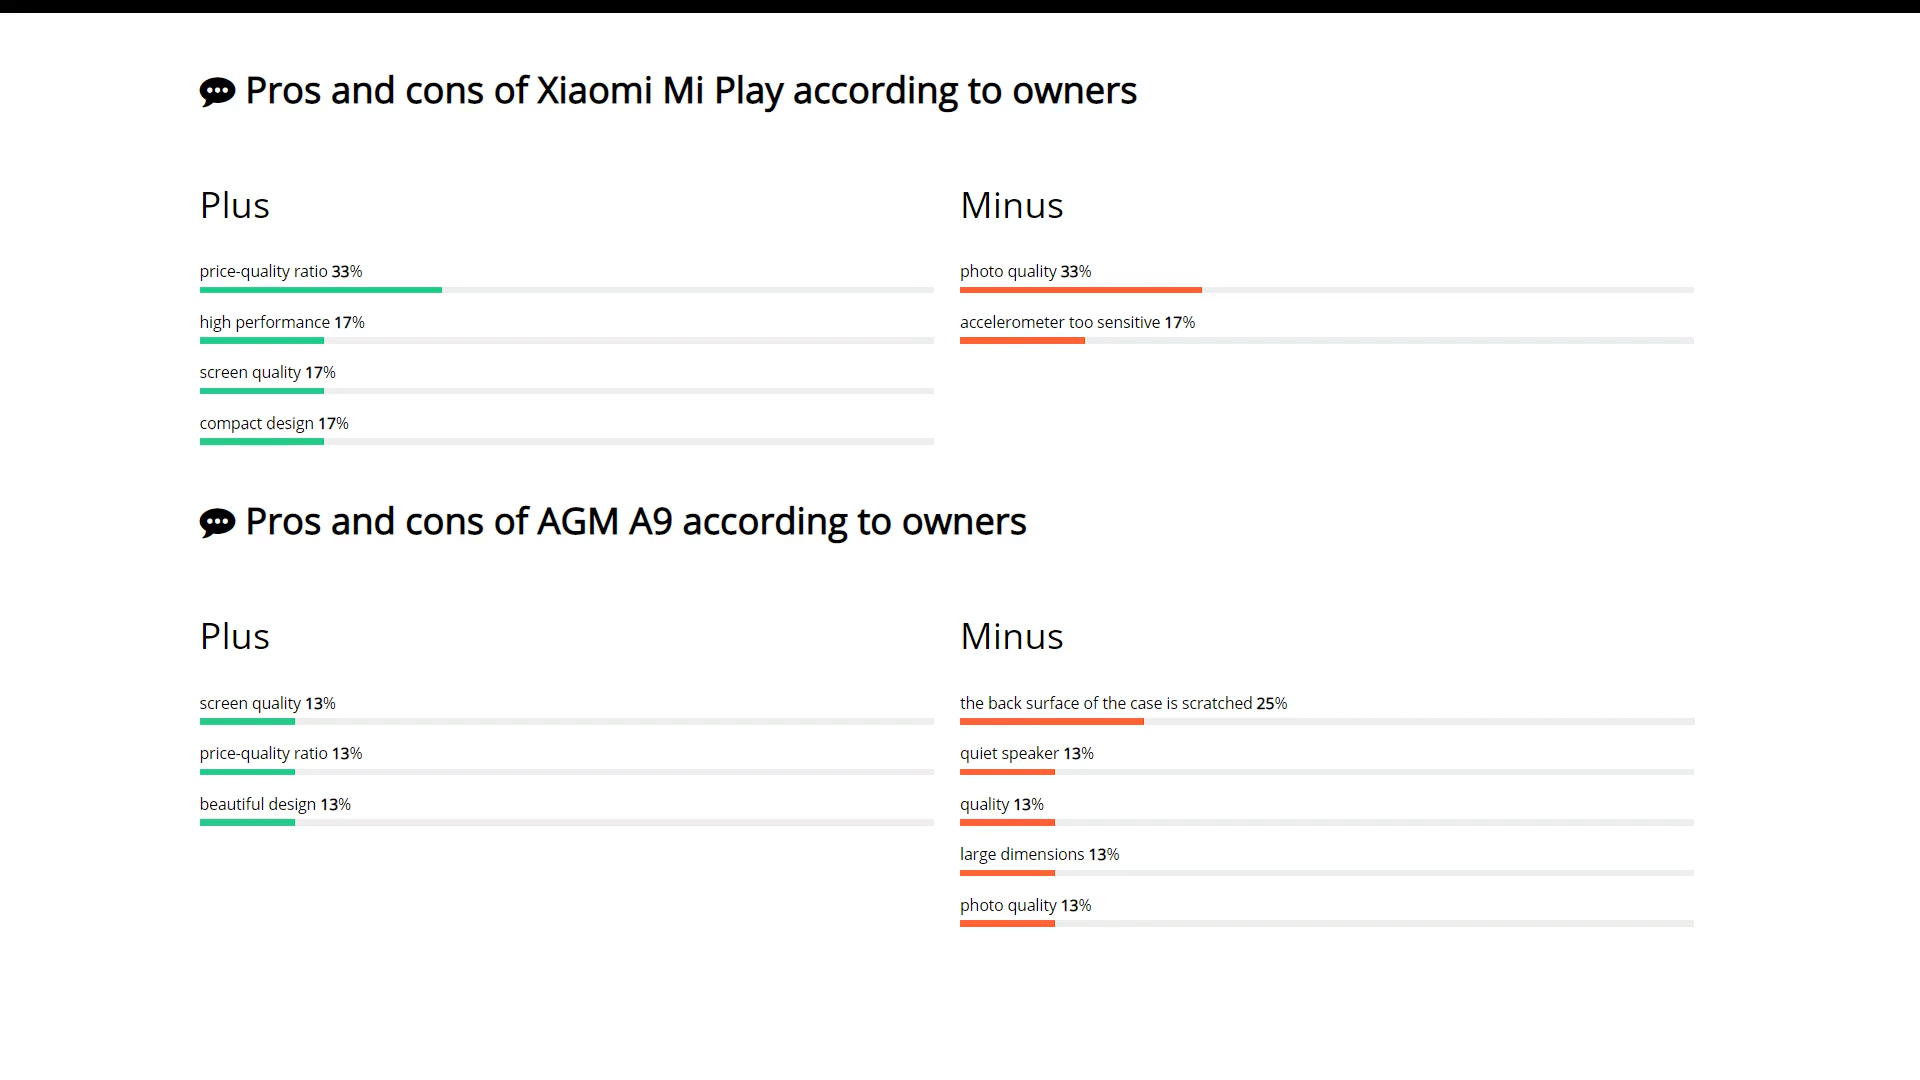 Pros and cons of Xiaomi Mi Play according to owners
Plus
price-quality ratio 33%
high performance 17%
screen quality 17%
compact design 17%
Minus
photo quality 33%
accelerometer too sensitive 17%
Pros and cons of AGM A9 according to owners
Plus
screen quality 13%
price-quality ratio 13%
beautiful design 13%
Minus
the back surface of the case is scratched 25%
quiet speaker 13%
quality 13%
large dimensions 13%
photo quality 13%